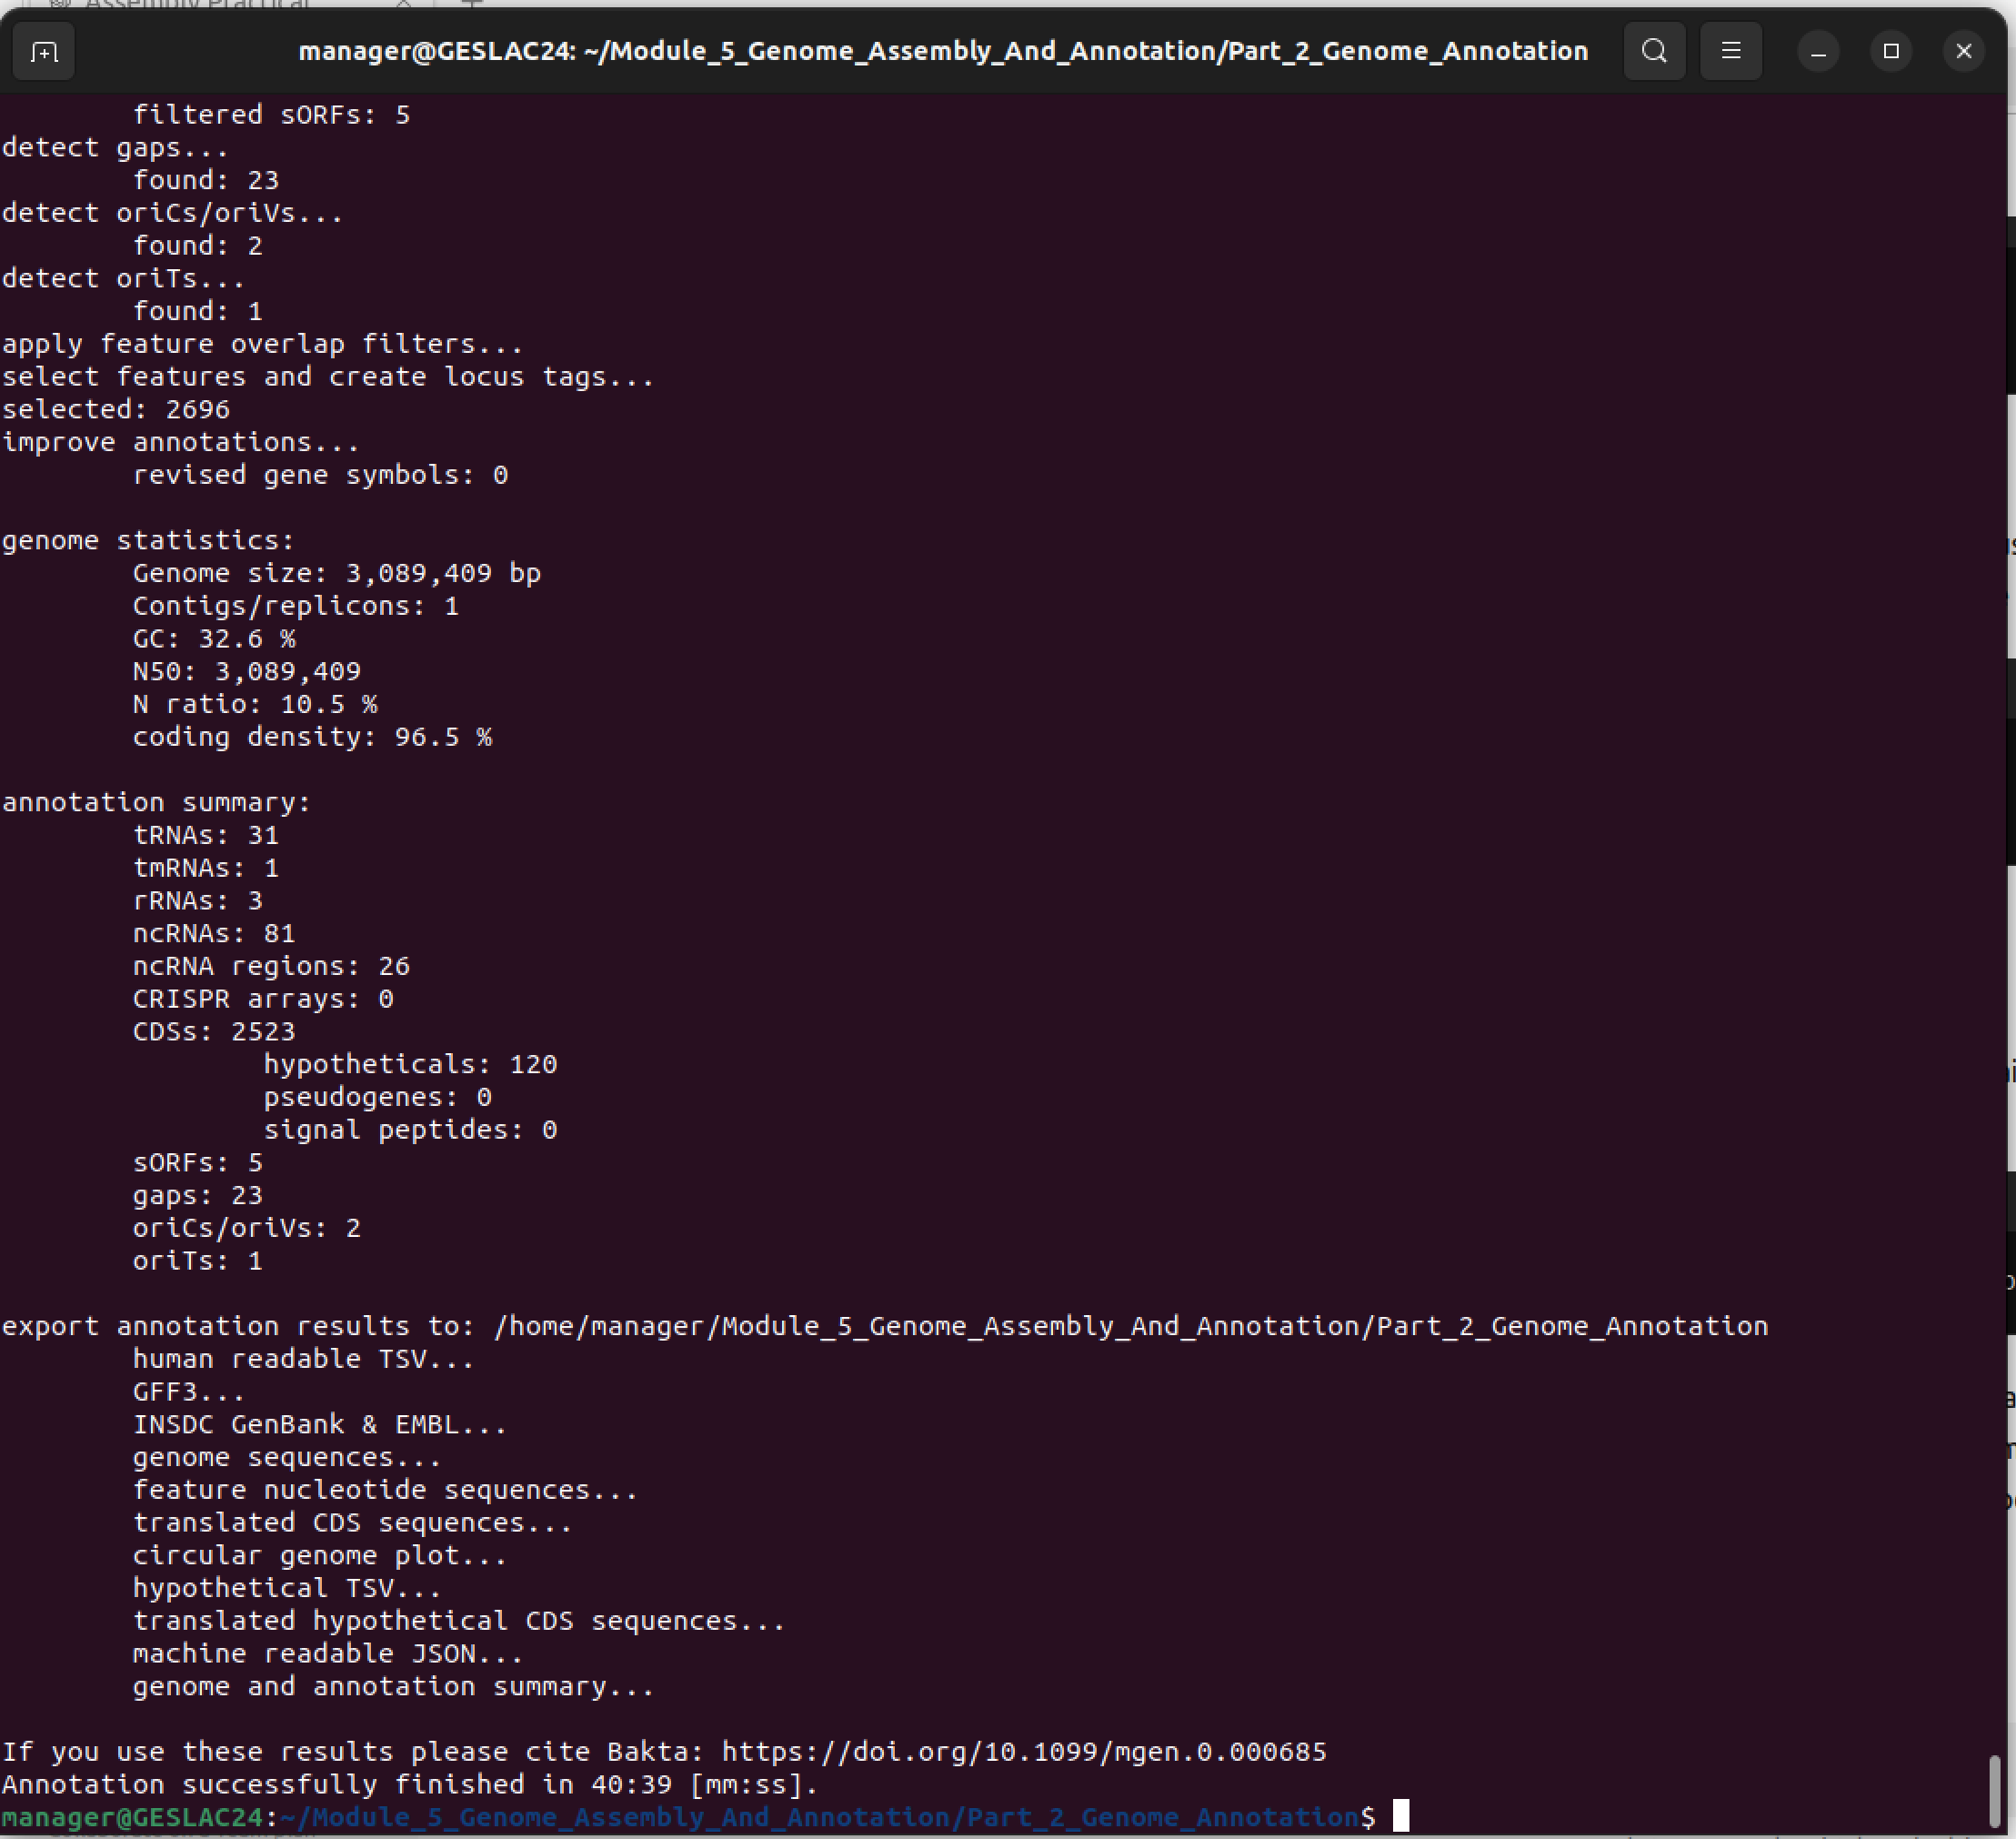 manager@GESLAC24: ~/Module_5_Genome_Assembly_And_Annotation/Part_2_Genome_Annotation
filtered sORFs: 5
detect gaps...
found: 23
detect oriCs/oriVs...
found: 2
detect oriTs...
found: 1
apply feature overlap filters...
select features and create locus tags...
selected: 2696
improve annotations...
revised gene symbols: 0
genome statistics:
Genome size: 3,089,409 bp
Contigs/replicons: 1
GC: 32.6 %
N50: 3,089,409
N ratio: 10.5 %
coding density: 96.5 %
annotation summary:
tRNAs: 31
tmRNAs: 1
rRNAs: 3
ncRNAs: 81
ncRNA regions: 26
CRISPR arrays: 0
CDSs: 2523
hypotheticals: 120
pseudogenes: 0
signal peptides: 0
sORFs: 5
gaps: 23
oriCs/oriVs: 2
oriTs: 1
export annotation results to: /home/manager/Module_5_Genome_Assembly_And_Annotation/Part_2_Genome_Annotation
human readable TSV...
GFF3...
INSDC GenBank & EMBL...
genome sequences...
feature nucleotide sequences...
translated CDS sequences...
circular genome plot...
hypothetical TSV...
translated hypothetical CDS sequences...
machine readable JSON...
genome and annotation summary...
If you use these results please cite Bakta: https://doi.org/10.1099/mgen.0.000685
Annotation successfully finished in 40:39 [mm:ss].
manager@GESLAC24:~/Module_5_Genome_Assembly_And_Annotation/Part_2_Genome_Annotation$